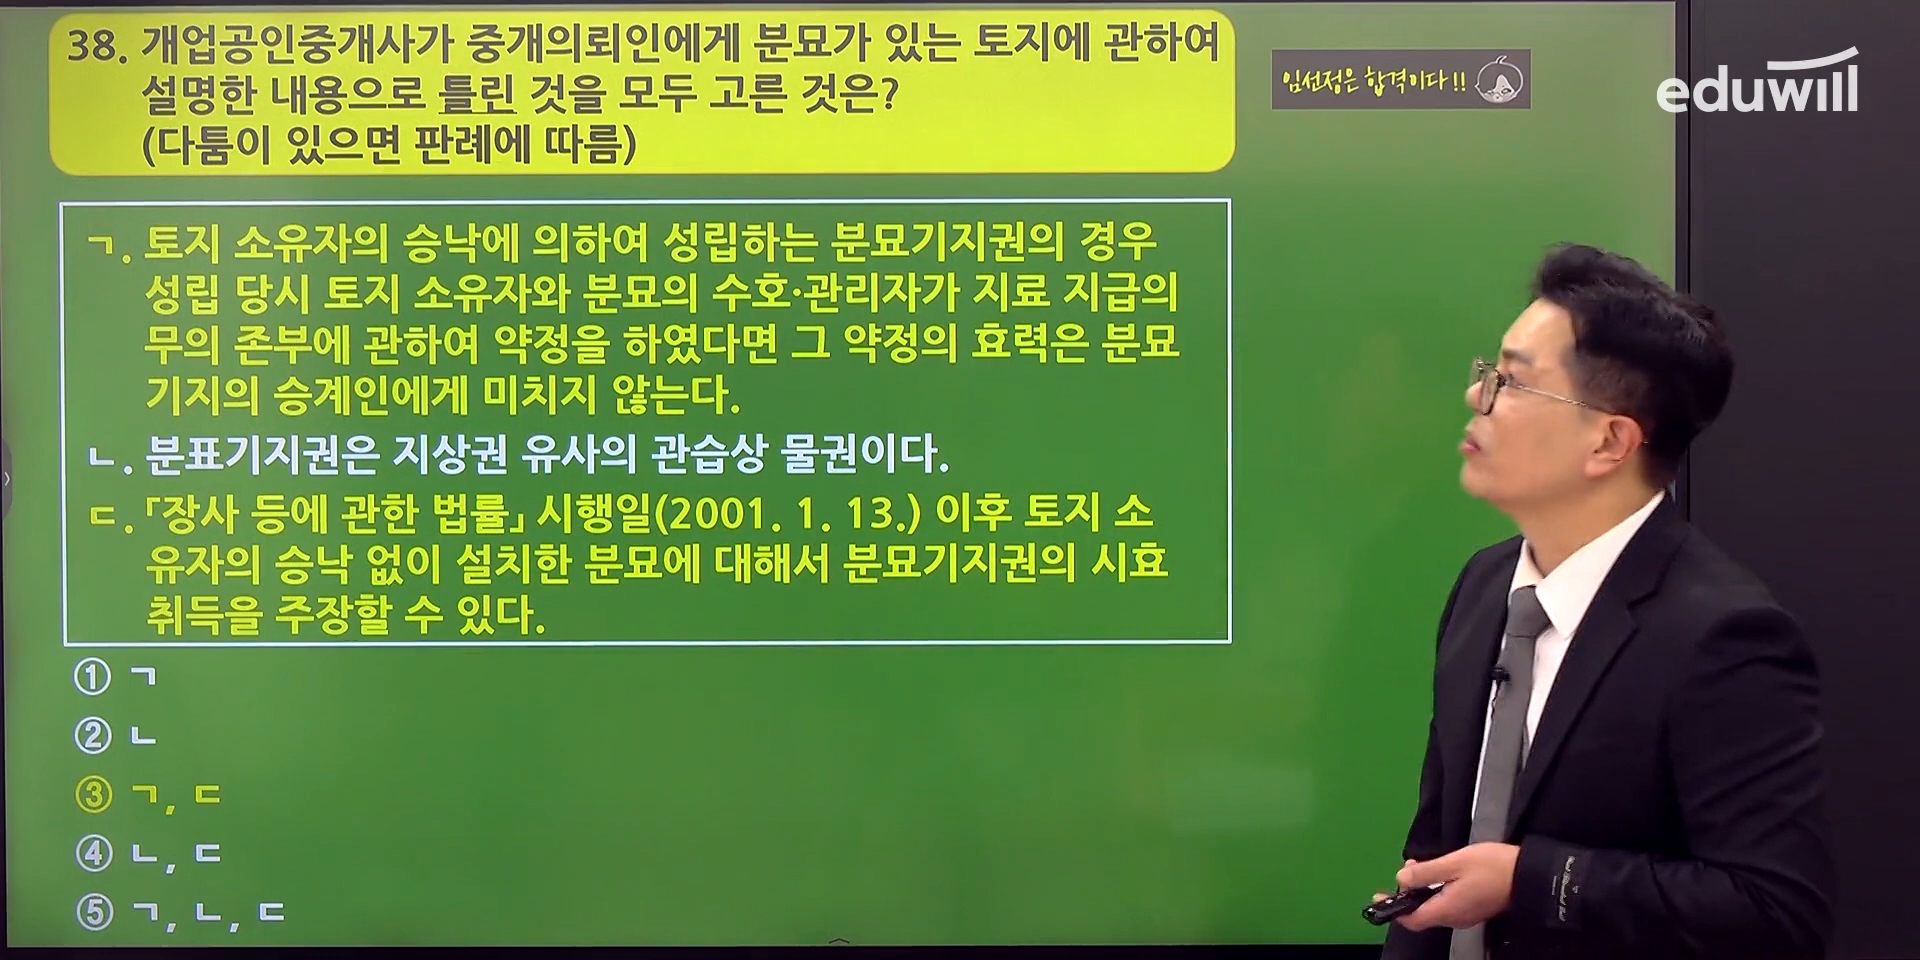 38. 개업공인중개사가 중개의뢰인에게 분묘가 있는 토지에 관하여
설명한 내용으로 틀린 것을 모두 고른 것은?
(다툼이 있으면 판례에 따름)
임선정은 합격이다!!
eduwill
ㄱ. 토지 소유자의 승낙에 의하여 성립하는 분묘기지권의 경우
성립 당시 토지 소유자와 분묘의 수호·관리자가 지료 지급의
무의 존부에 관하여 약정을 하였다면 그 약정의 효력은 분묘
기지의 승계인에게 미치지 않는다.
ㄴ. 분표기지권은 지상권 유사의 관습상 물권이다.
ㄷ. 「장사 등에 관한 법률」 시행일(2001. 1. 13.) 이후 토지 소
유자의 승낙 없이 설치한 분묘에 대해서 분묘기지권의 시효
취득을 주장할 수 있다.
① ㄱ
② ㄴ
③ ㄱ, ㄷ
④ ㄴ, ㄷ
⑤ ㄱ, ㄴ, ㄷ